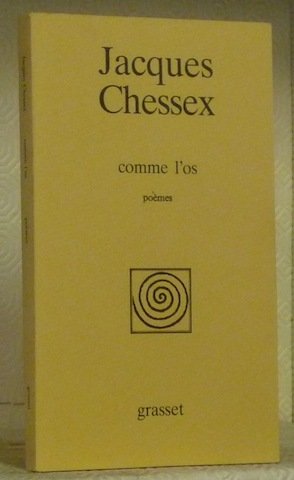 Jacques
Chessex
comme l'os
poèmes
grasset